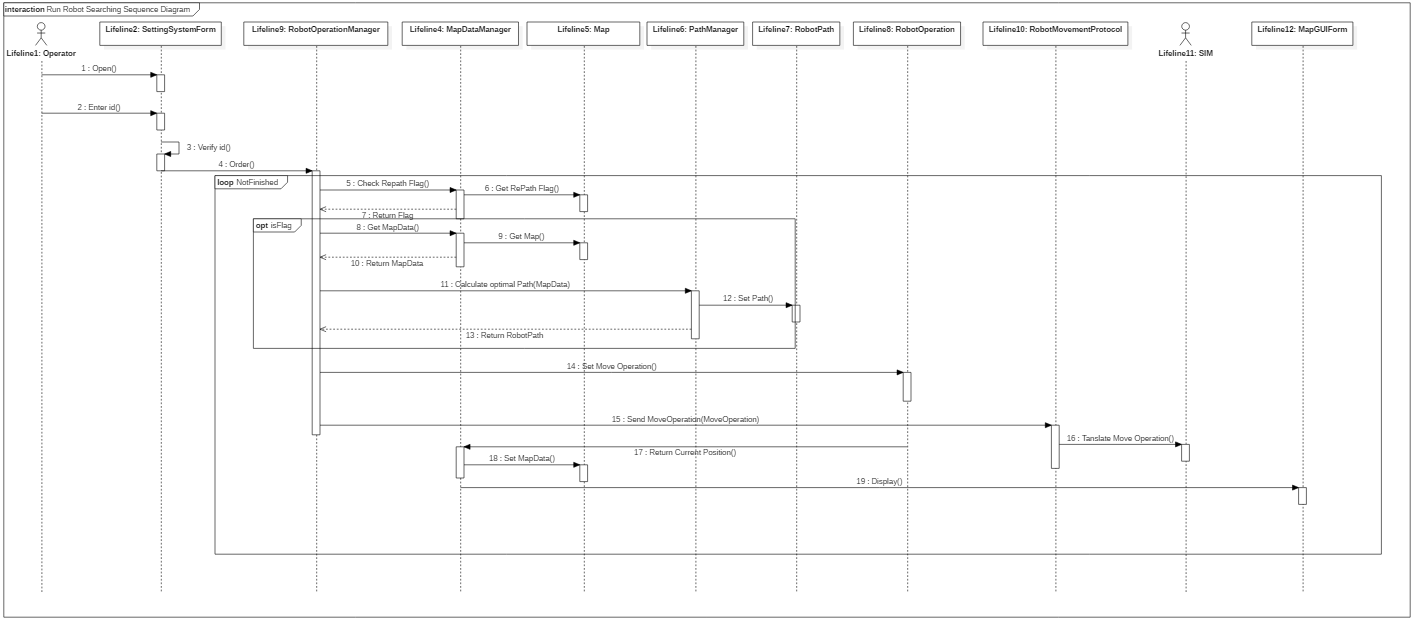 interaction Run Robot Searching Sequence Diagram
Lifeline1: Operator
Lifeline2: SettingSystemForm
Lifeline9: RobotOperationManager
Lifeline4: MapDataManager
Lifeline5: Map
Lifeline6: PathManager
Lifeline7: RobotPath
Lifeline8: RobotOperation
Lifeline10: RobotMovementProtocol
Lifeline11: SIM
Lifeline12: MapGUIForm
1 : Open()
2 : Enter id()
3 : Verify id()
4 : Order()
loop NotFinished
5 : Check Repath Flag()
6 : Get RePath Flag()
7 : Return Flag
opt isFlag
8 : Get MapData()
9 : Get Map()
10 : Return MapData
11 : Calculate optimal Path(MapData)
12 : Set Path()
13 : Return RobotPath
14 : Set Move Operation()
15 : Send MoveOperation(MoveOperation)
16 : Tanslate Move Operation()
17 : Return Current Position()
18 : Set MapData()
19 : Display()